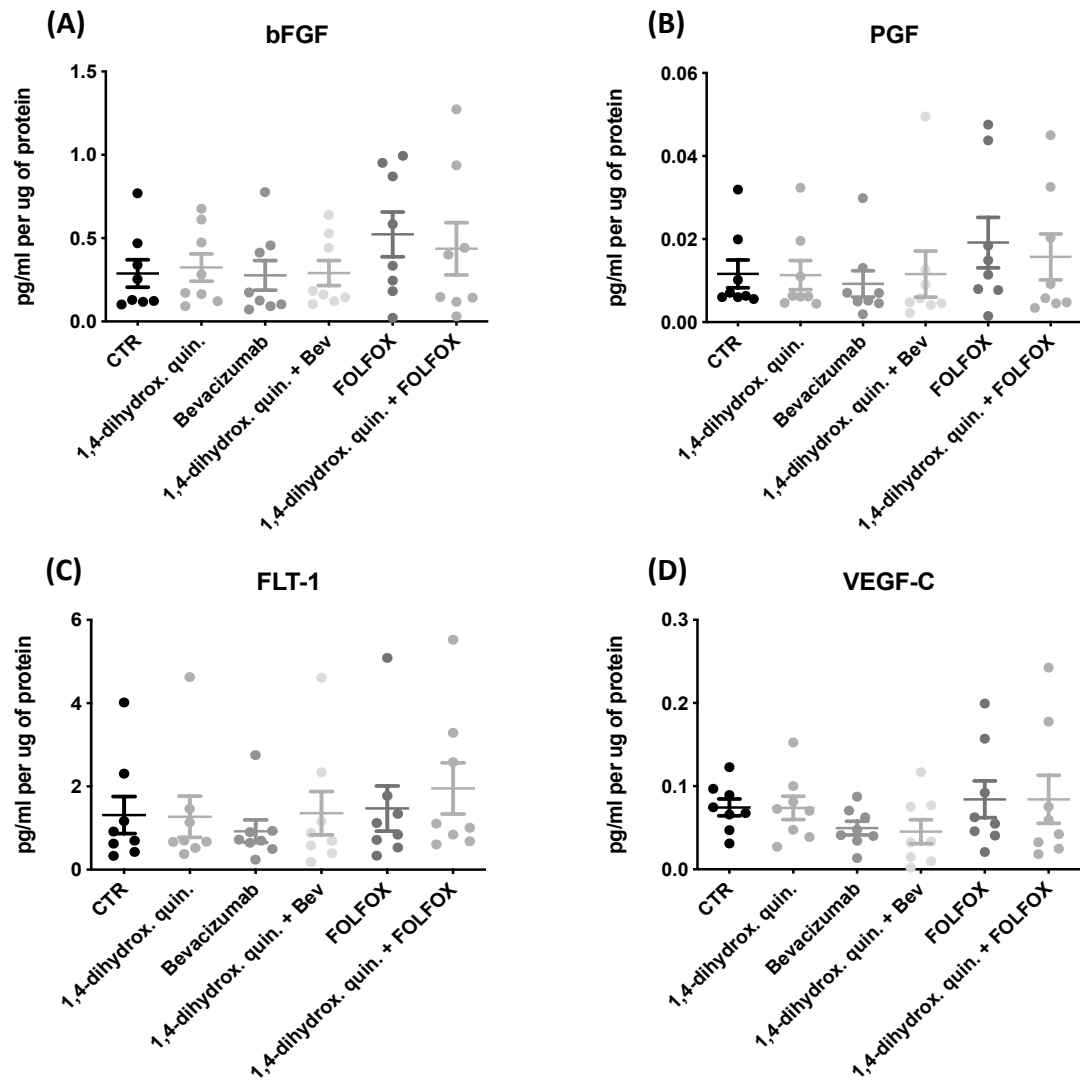 (A)
bFGF
pg/ml per ug of protein
1.5
1.0
0.5
0.0
CTR
1,4-dihydrox. quin.
Bevacizumab
1,4-dihydrox. quin. + Bev
FOLFOX
1,4-dihydrox. quin. + FOLFOX
(B)
PGF
pg/ml per ug of protein
0.06
0.04
0.02
0.00
CTR
1,4-dihydrox. quin.
Bevacizumab
1,4-dihydrox. quin. + Bev
FOLFOX
1,4-dihydrox. quin. + FOLFOX
(C)
FLT-1
pg/ml per ug of protein
6
4
2
0
CTR
1,4-dihydrox. quin.
Bevacizumab
1,4-dihydrox. quin. + Bev
FOLFOX
1,4-dihydrox. quin. + FOLFOX
(D)
VEGF-C
pg/ml per ug of protein
0.3
0.2
0.1
0.0
CTR
1,4-dihydrox. quin.
Bevacizumab
1,4-dihydrox. quin. + Bev
FOLFOX
1,4-dihydrox. quin. + FOLFOX